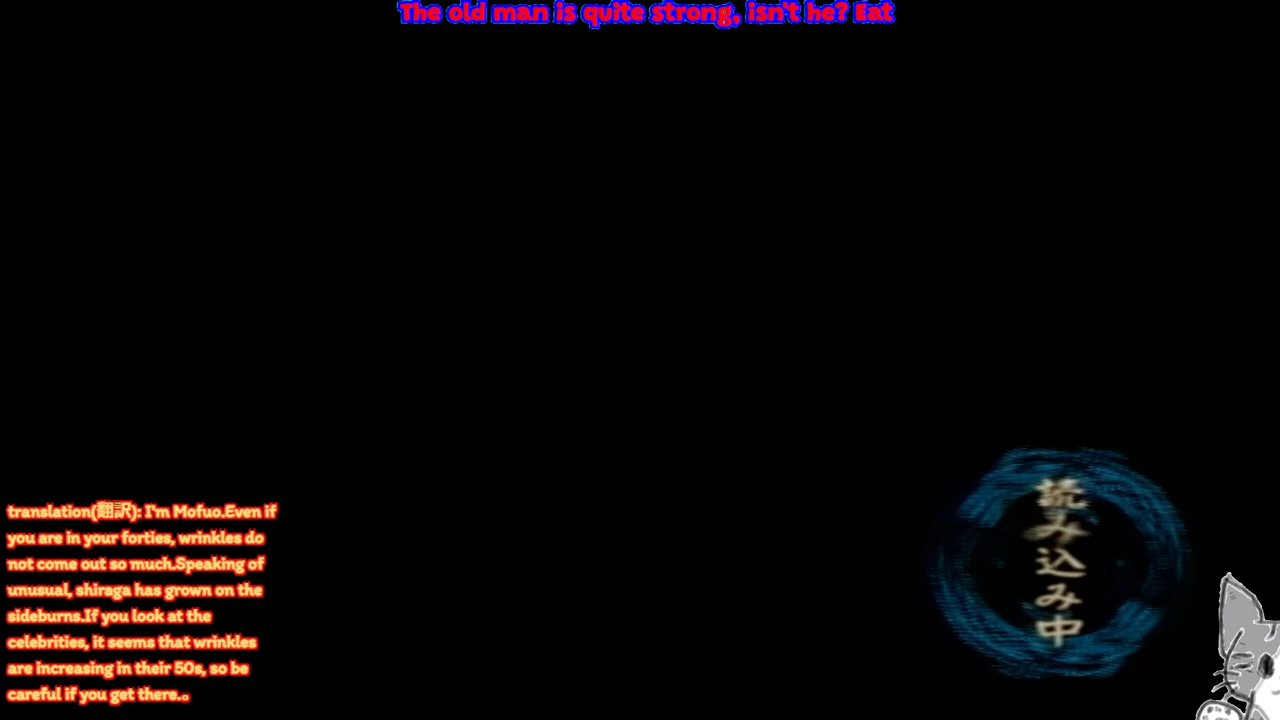 The old man is quite strong, isn't he? Eat
translation(翻訳): I'm Mofuo.Even if
you are in your forties, wrinkles do
not come out so much.Speaking of
unusual, shiraga has grown on the
sideburns.If you look at the
celebrities, it seems that wrinkles
are increasing in their 50s, so be
careful if you get there.。
読み込み中